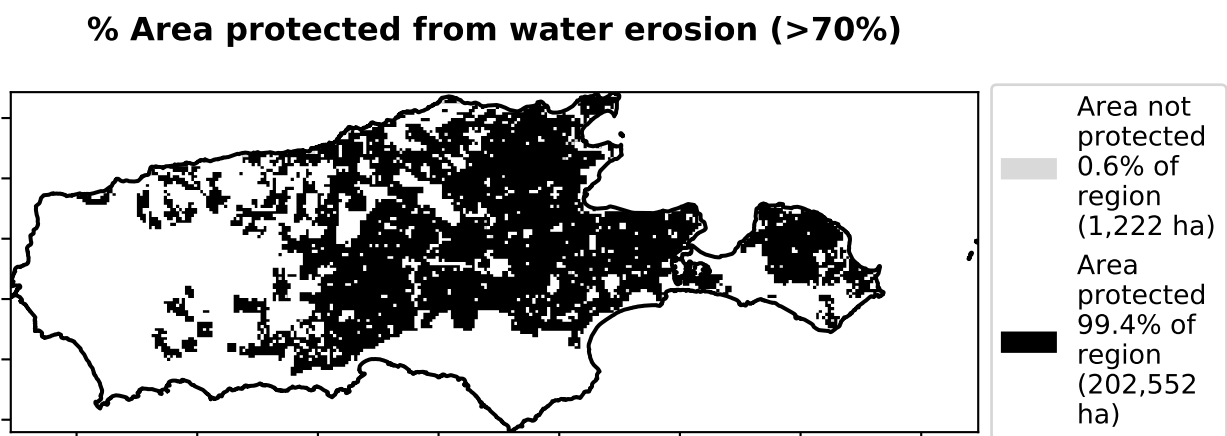 % Area protected from water erosion (>70%)
Area not
protected
0.6% of
region
(1,222 ha)
Area
protected
99.4% of
region
(202,552
ha)